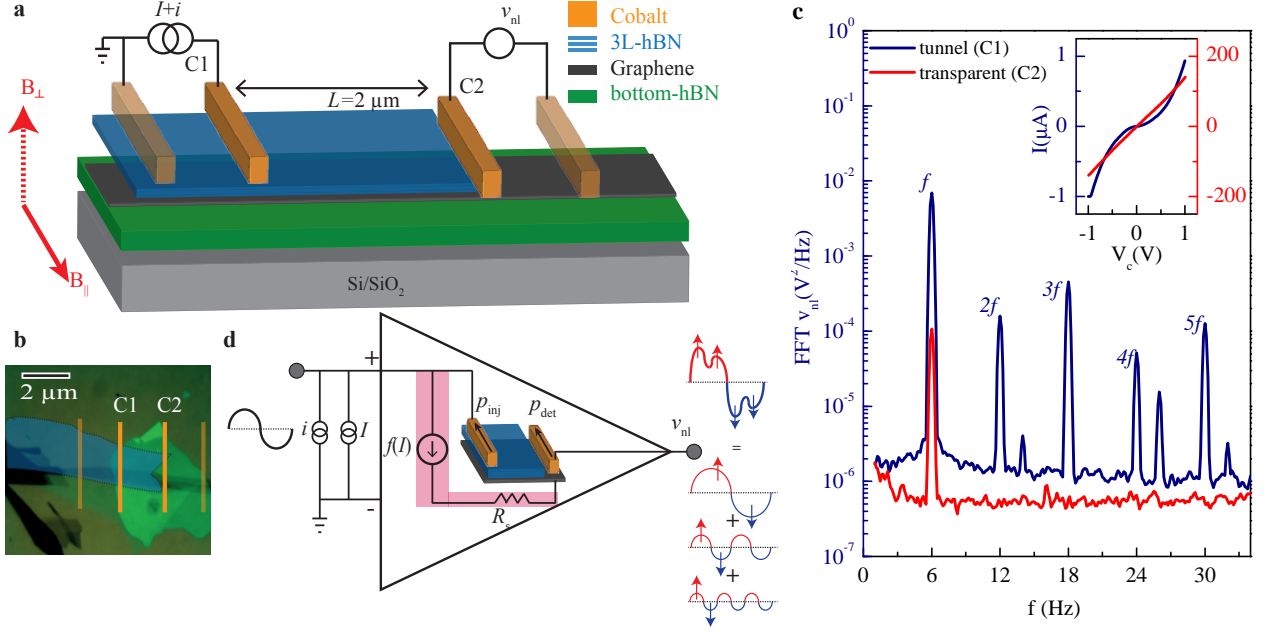 a
I+i
C1
v_nl
Cobalt
3L-hBN
Graphene
bottom-hBN
C2
L=2 µm
B⊥
B||
Si/SiO₂
b
2 µm
C1 C2
d
+
-
i
I
f(I)
p_inj
p_det
R_s
v_nl
=
+
+
c
tunnel (C1)
transparent (C2)
FFT v_nl(V²/Hz)
10⁰
10⁻¹
10⁻²
10⁻³
10⁻⁴
10⁻⁵
10⁻⁶
10⁻⁷
f
2f
3f
4f
5f
6 12 18 24 30
f (Hz)
I(µA)
1
0
-1
200
0
-200
-1 0 1
V_c(V)